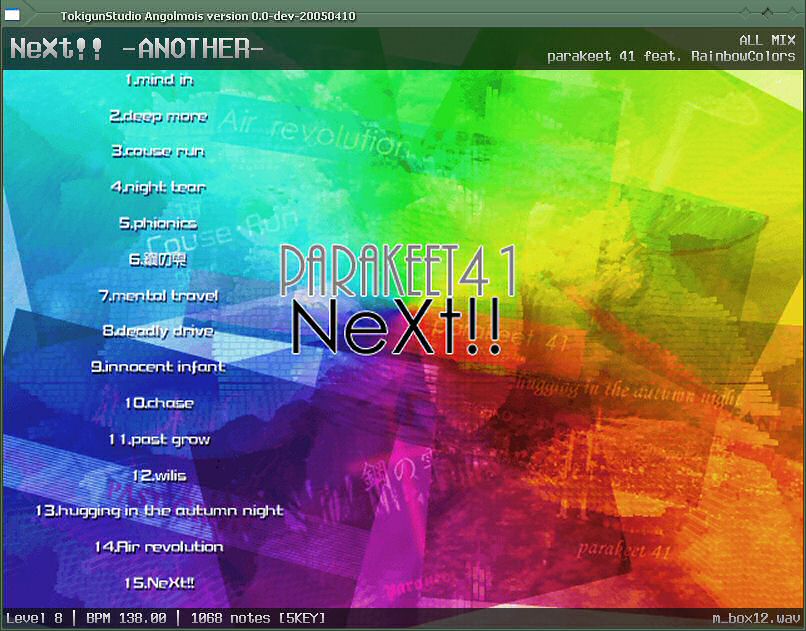 TokigunStudio Angolmois version 0.0-dev-20050410
NeXt!! -ANOTHER-
ALL MIX
parakeet 41 feat. RainbowColors
1.mind in
2.deep more
3.couse run
4.night tear
5.phionics
6.鋼の雫
7.mental travel
8.deadly drive
9.innocent infant
10.chase
11.past grow
12.wilis
13.hugging in the autumn night
14.Air revolution
15.NeXt!!
Air revolution
Couse Run
PARAKEET41
NeXt!!
Parakeet 41
hugging in the autumn night
鋼の雫
parakeet 41
Level 8 | BPM 138.00 | 1068 notes [5KEY]
m_box12.wav